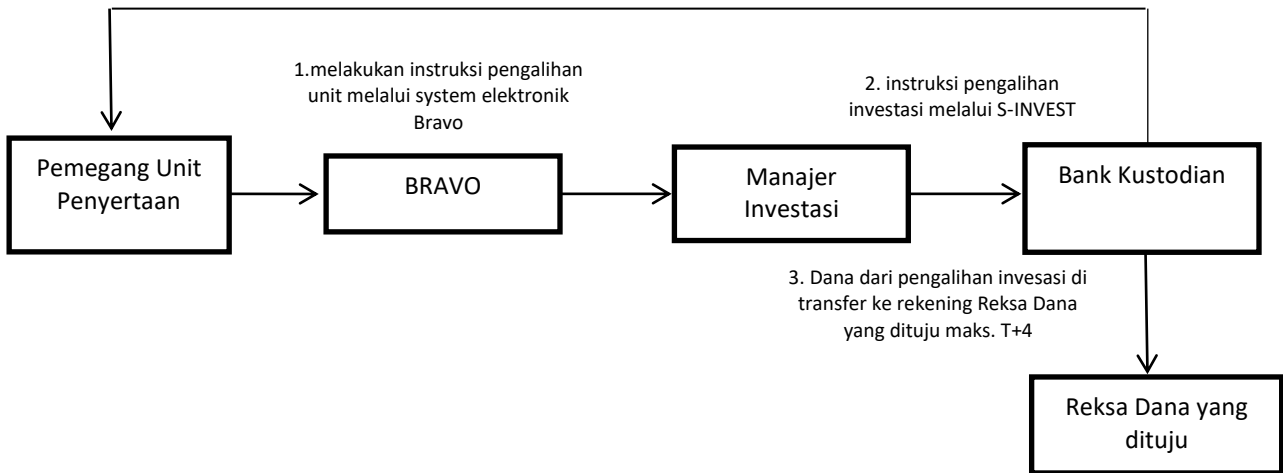 1.melakukan instruksi pengalihan
unit melalui system elektronik
Bravo
2. instruksi pengalihan
investasi melalui S-INVEST
Pemegang Unit
Penyertaan
BRAVO
Manajer
Investasi
Bank Kustodian
3. Dana dari pengalihan invesasi di
transfer ke rekening Reksa Dana
yang dituju maks. T+4
Reksa Dana yang
dituju